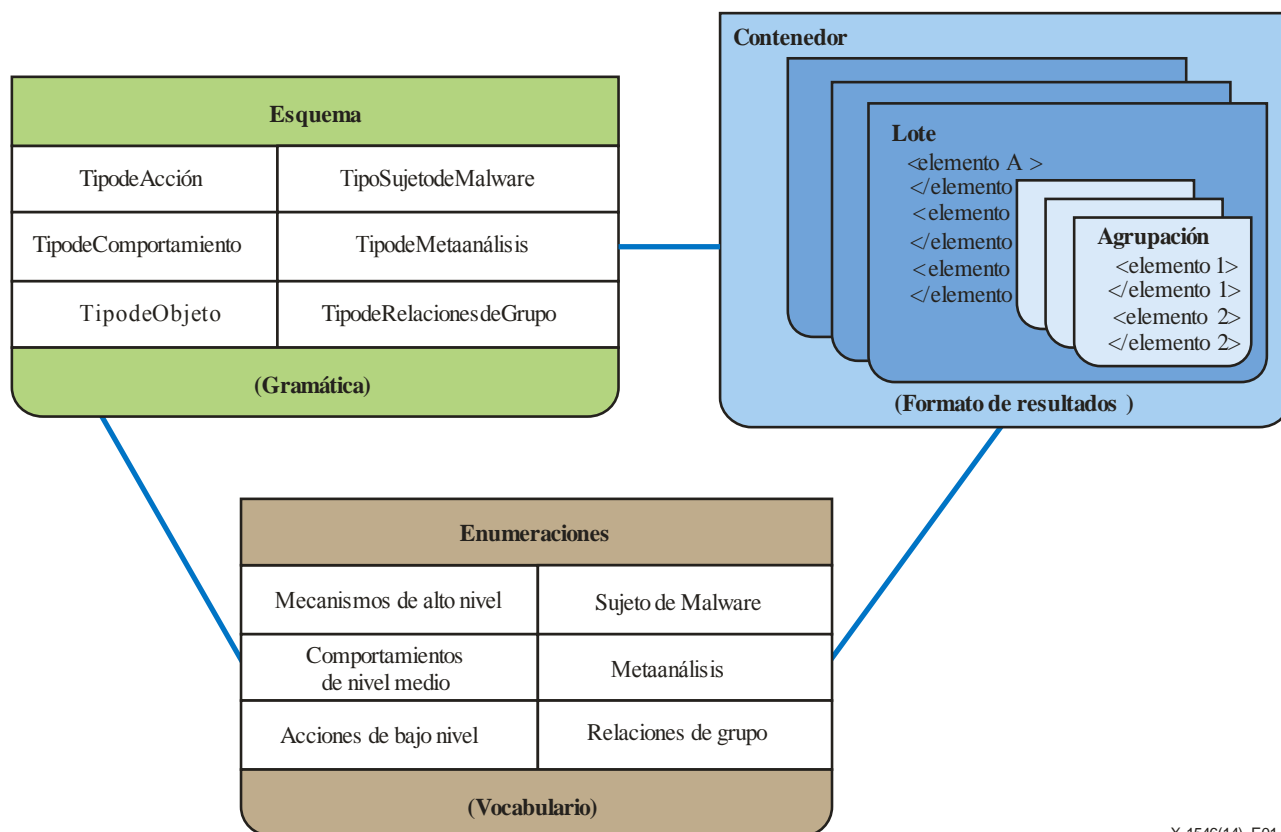 Contenedor
Esquema
TipodeAcción
TipoSujetodeMalware
TipodeComportamiento
TipodeMetaanálisis
TipodeObjeto
TipodeRelacionesdeGrupo
(Gramática)
Lote
<elemento A >
</elemento
<elemento
</elemento
<elemento
</elemento
Agrupación
<elemento 1>
</elemento 1>
<elemento 2>
</elemento 2>
(Formato de resultados )
Enumeraciones
Mecanismos de alto nivel
Sujeto de Malware
Comportamientos
de nivel medio
Metaanálisis
Acciones de bajo nivel
Relaciones de grupo
(Vocabulario)